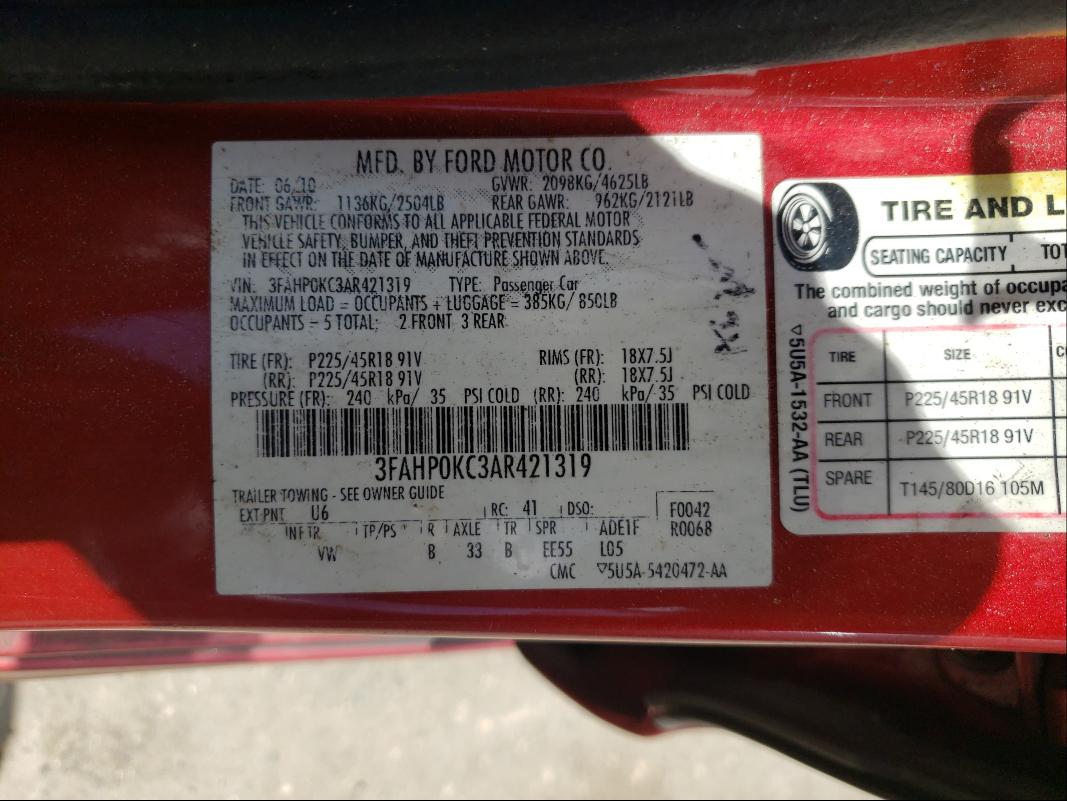 MFD. BY FORD MOTOR CO.
DATE: 06/10 GVWR: 2098KG/4625LB
FRONT GAWR: 1136KG/2504LB REAR GAWR: 962KG/2121LB
THIS VEHICLE CONFORMS TO ALL APPLICABLE FEDERAL MOTOR
VEHICLE SAFETY, BUMPER, AND THEFT PREVENTION STANDARDS
IN EFFECT ON THE DATE OF MANUFACTURE SHOWN ABOVE.
VIN: 3FAHP0KC3AR421319 TYPE: Passenger Car
MAXIMUM LOAD = OCCUPANTS + LUGGAGE = 385KG/ 850LB
OCCUPANTS = 5 TOTAL: 2 FRONT 3 REAR
TIRE (FR): P225/45R18 91V RIMS (FR): 18X7.5J
(RR): P225/45R18 91V (RR): 18X7.5J
PRESSURE (FR): 240 kPa/ 35 PSI COLD (RR): 240 kPa/ 35 PSI COLD
3FAHP0KC3AR421319
TRAILER TOWING - SEE OWNER GUIDE
EXT PNT U6 RC: 41 DSO: F0042
INF TR TP/PS R AXLE TR SPR ADE1F R0068
VW B 33 B EE55 L05
CMC ▽5U5A-5420472-AA
TIRE AND L
SEATING CAPACITY TOT
The combined weight of occupa
and cargo should never exc
▽5U5A-1532-AA (TLU)
TIRE SIZE C
FRONT P225/45R18 91V
REAR P225/45R18 91V
SPARE T145/80D16 105M